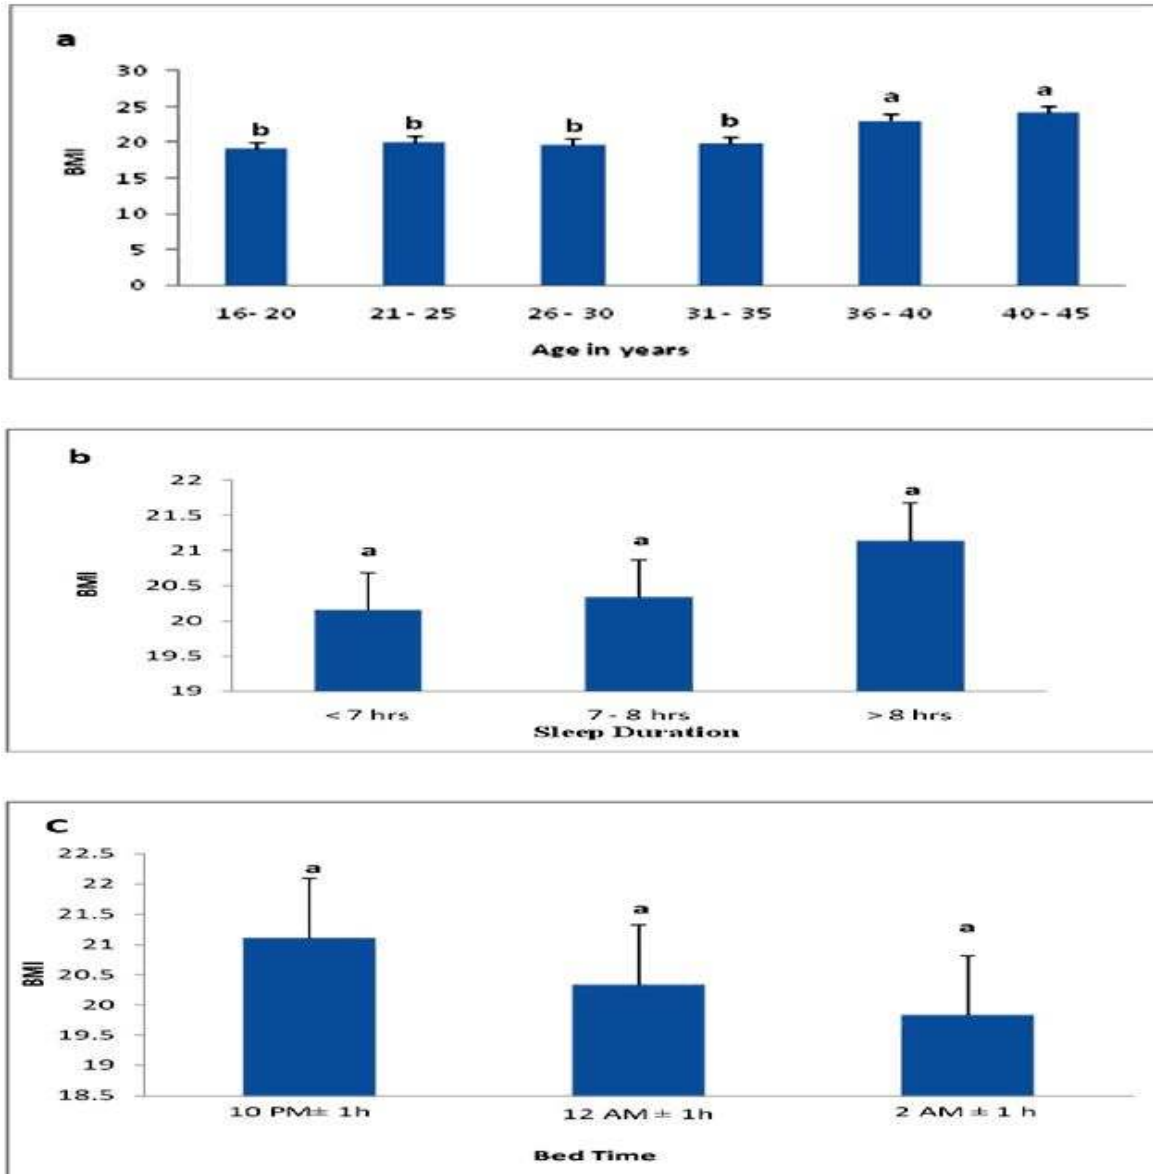 a
30
25
20
15
10
5
0
BMI
b b b b a a
16- 20 21 - 25 26 - 30 31 - 35 36 - 40 40 - 45
Age in years
b
22
21.5
21
20.5
20
19.5
19
BMI
a a a
< 7 hrs 7 - 8 hrs > 8 hrs
Sleep Duration
c
22.5
22
21.5
21
20.5
20
19.5
19
18.5
BMI
a a a
10 PM± 1h 12 AM ± 1h 2 AM ± 1 h
Bed Time